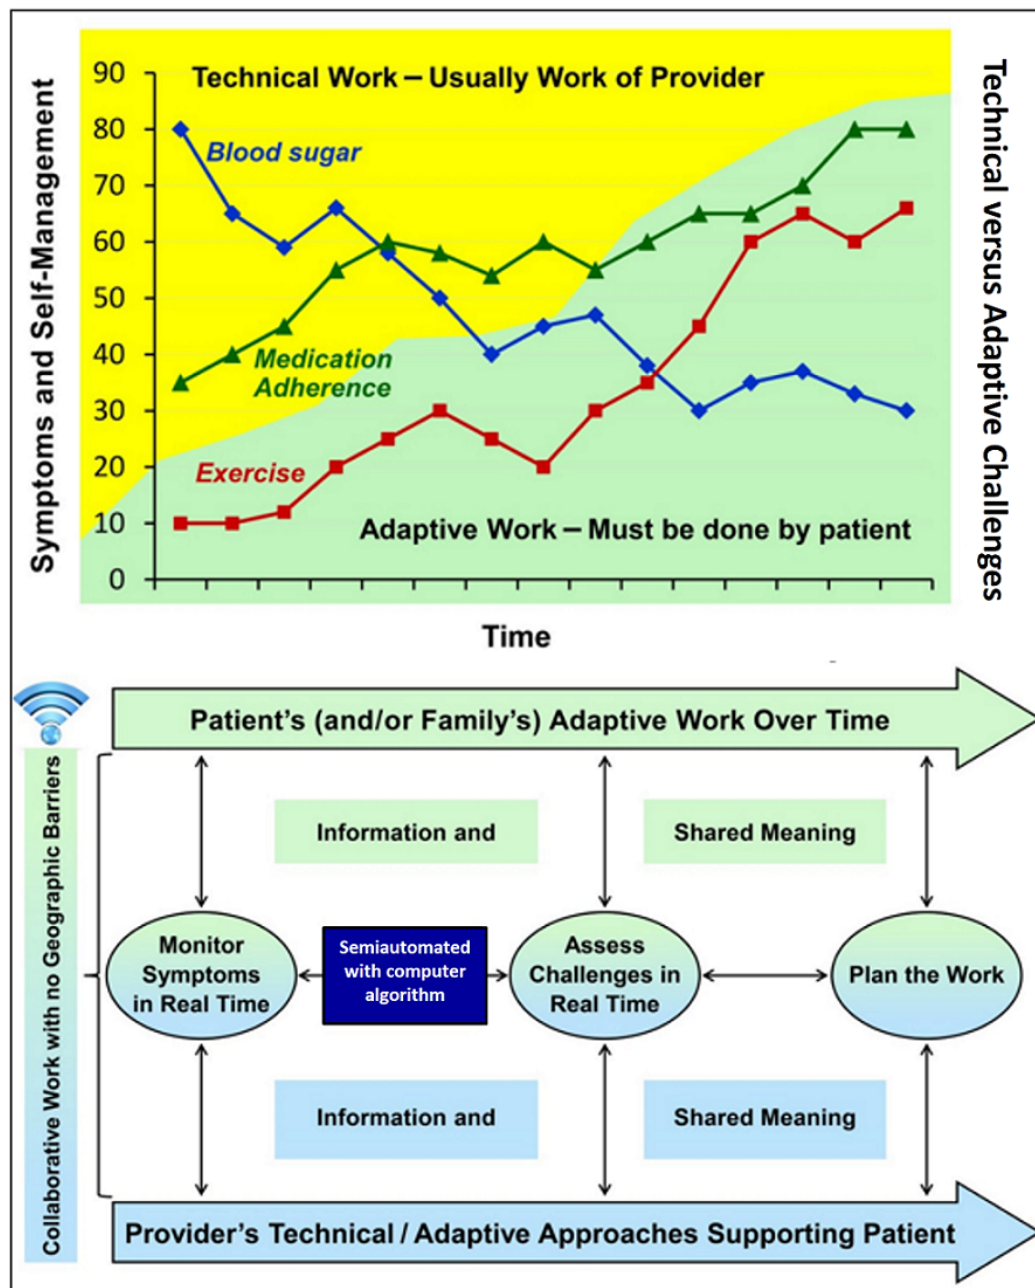 Technical Work – Usually Work of Provider
Symptoms and Self-Management
90
80
70
60
50
40
30
20
10
0
Blood sugar
Medication
Adherence
Exercise
Adaptive Work – Must be done by patient
Time
Technical versus Adaptive Challenges
Patient's (and/or Family's) Adaptive Work Over Time
Collaborative Work with no Geographic Barriers
Information and
Shared Meaning
Monitor
Symptoms
in Real Time
Semiautomated
with computer
algorithm
Assess
Challenges in
Real Time
Plan the Work
Information and
Shared Meaning
Provider's Technical / Adaptive Approaches Supporting Patient